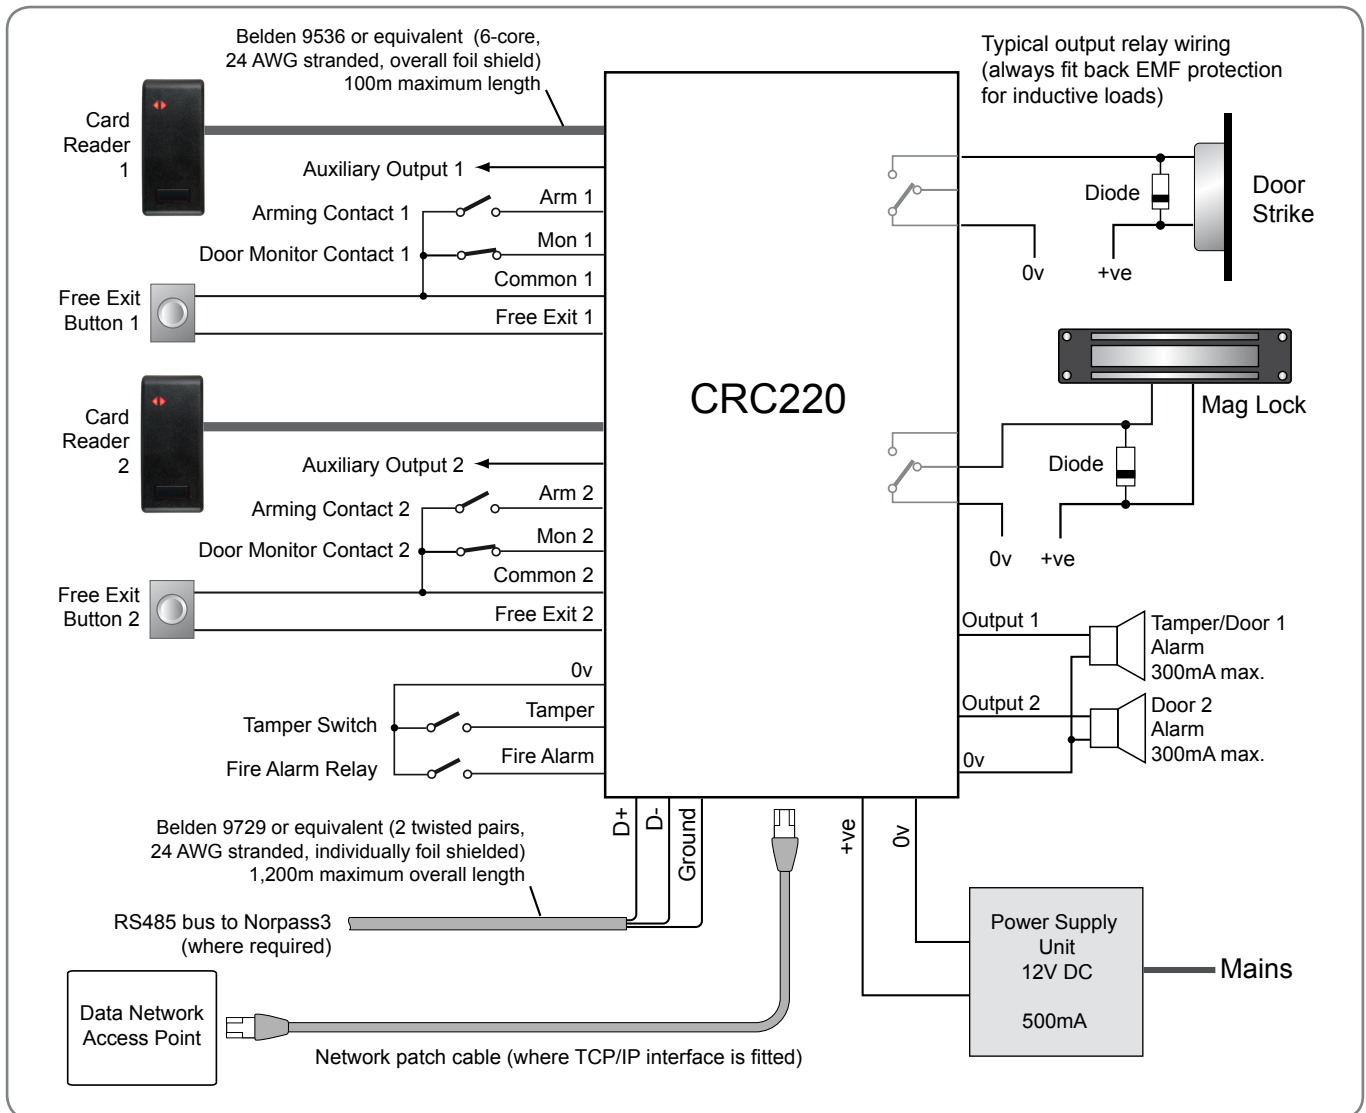 Belden 9536 or equivalent (6-core,
24 AWG stranded, overall foil shield)
100m maximum length
Typical output relay wiring
(always fit back EMF protection
for inductive loads)
Card
Reader
1
Auxiliary Output 1
Arming Contact 1
Arm 1
Door Monitor Contact 1
Mon 1
Common 1
Free Exit
Button 1
Free Exit 1
Diode
Door
Strike
0v
+ve
CRC220
Card
Reader
2
Auxiliary Output 2
Arming Contact 2
Arm 2
Door Monitor Contact 2
Mon 2
Common 2
Free Exit
Button 2
Free Exit 2
Mag Lock
Diode
0v
+ve
0v
Tamper Switch
Tamper
Fire Alarm Relay
Fire Alarm
Output 1
Tamper/Door 1
Alarm
300mA max.
Output 2
Door 2
Alarm
300mA max.
0v
D+
D-
Ground
+ve
0v
Belden 9729 or equivalent (2 twisted pairs,
24 AWG stranded, individually foil shielded)
1,200m maximum overall length
RS485 bus to Norpass3
(where required)
Data Network
Access Point
Network patch cable (where TCP/IP interface is fitted)
Power Supply
Unit
12V DC
500mA
Mains